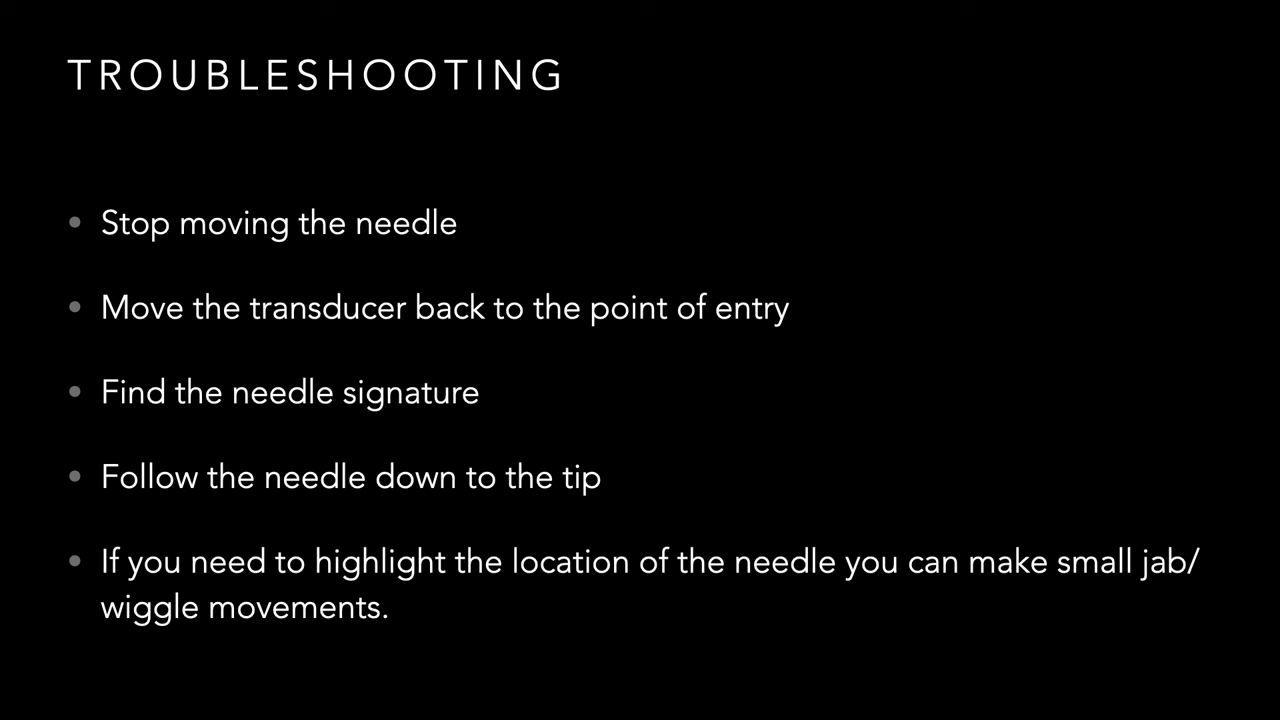 TROUBLESHOOTING
• Stop moving the needle
• Move the transducer back to the point of entry
• Find the needle signature
• Follow the needle down to the tip
• If you need to highlight the location of the needle you can make small jab/
wiggle movements.